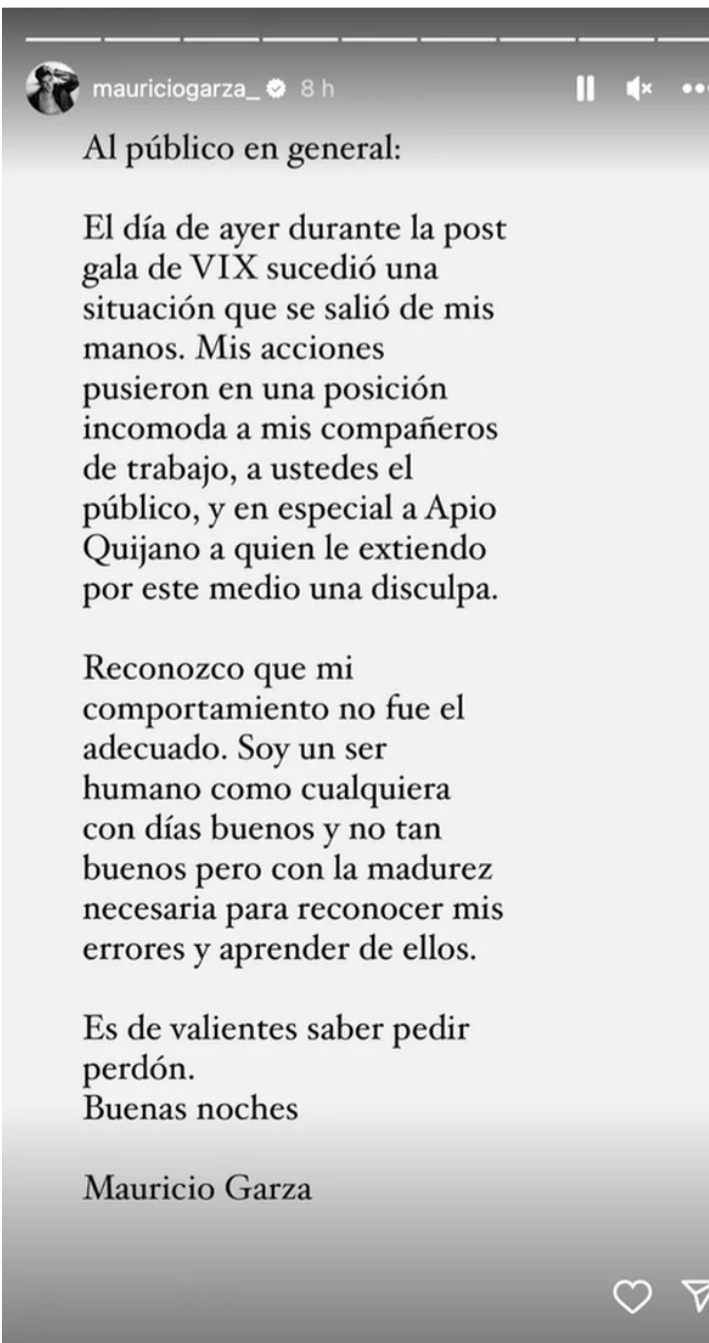 mauriciogarza_ 8 h
Al público en general:
El día de ayer durante la post
gala de VIX sucedió una
situación que se salió de mis
manos. Mis acciones
pusieron en una posición
incomoda a mis compañeros
de trabajo, a ustedes el
público, y en especial a Apio
Quijano a quien le extiendo
por este medio una disculpa.
Reconozco que mi
comportamiento no fue el
adecuado. Soy un ser
humano como cualquiera
con días buenos y no tan
buenos pero con la madurez
necesaria para reconocer mis
errores y aprender de ellos.
Es de valientes saber pedir
perdón.
Buenas noches
Mauricio Garza